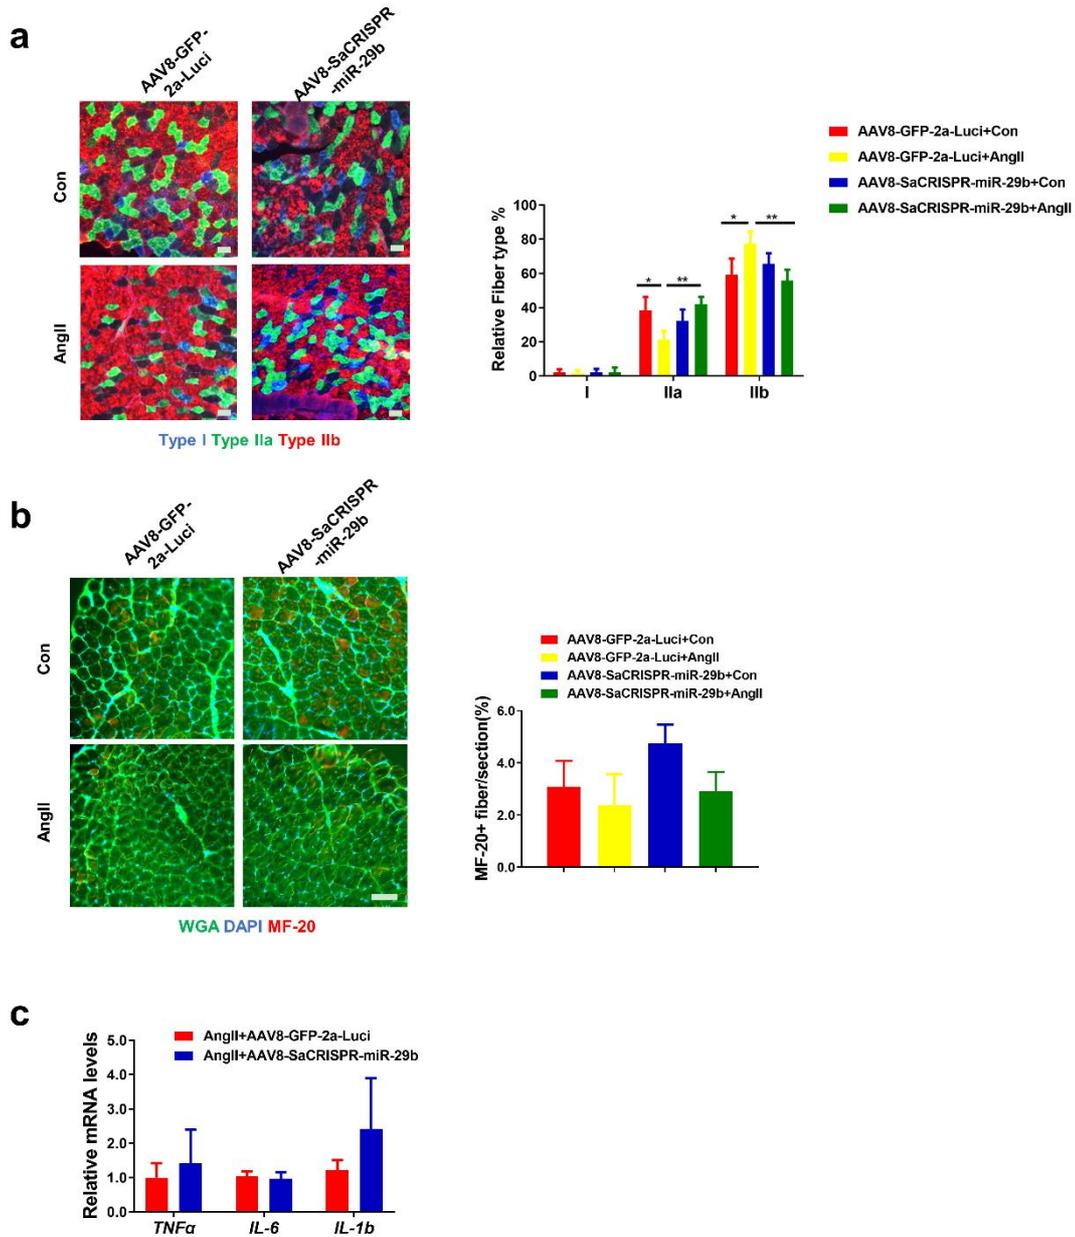 a
AAV8-GFP-
2a-Luci
AAV8-SaCRISPR
-miR-29b
Con
AngII
Type I Type IIa Type IIb
AAV8-GFP-2a-Luci+Con
AAV8-GFP-2a-Luci+AngII
AAV8-SaCRISPR-miR-29b+Con
AAV8-SaCRISPR-miR-29b+AngII
Relative Fiber type %
100
80
60
40
20
0
* **
* **
I IIa IIb
b
AAV8-GFP-
2a-Luci
AAV8-SaCRISPR
-miR-29b
Con
AngII
WGA DAPI MF-20
AAV8-GFP-2a-Luci+Con
AAV8-GFP-2a-Luci+AngII
AAV8-SaCRISPR-miR-29b+Con
AAV8-SaCRISPR-miR-29b+AngII
MF-20+ fiber/section(%)
6.0
4.0
2.0
0.0
c
AngII+AAV8-GFP-2a-Luci
AngII+AAV8-SaCRISPR-miR-29b
Relative mRNA levels
5.0
4.0
3.0
2.0
1.0
0.0
TNFα IL-6 IL-1b